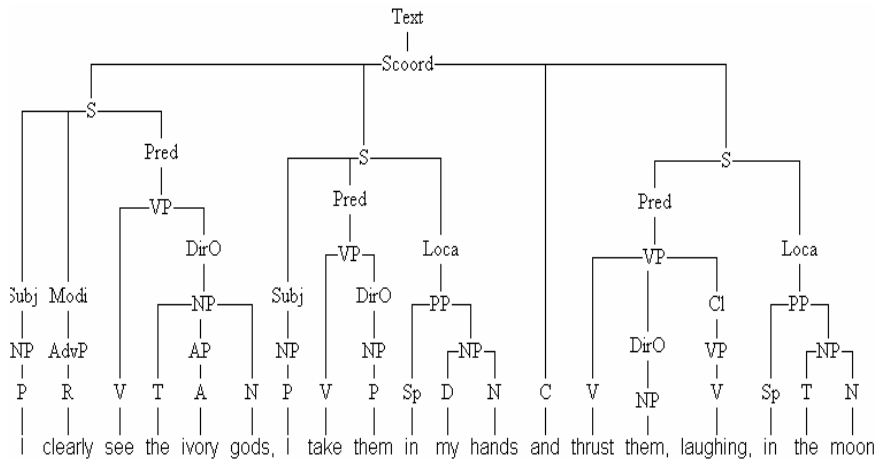 Text
Scoord
S
Pred S S
Pred Pred
VP
DirO VP Loca VP Loca
Subj Modi NP Subj DirO PP Cl PP
NP AdvP AP NP NP NP DirO VP NP
P R V T A N P V P Sp D N C V NP V Sp T N
I clearly see the ivory gods, I take them in my hands and thrust them, laughing, in the moon